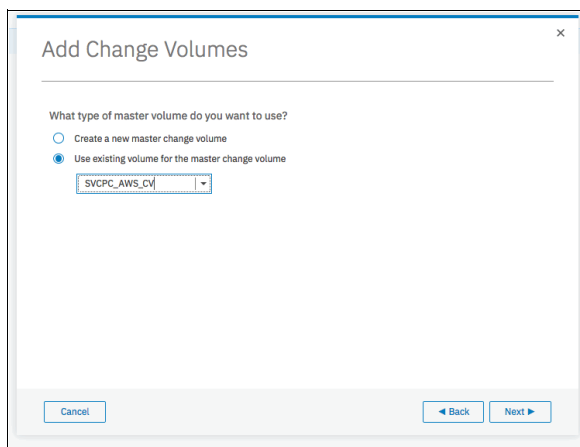 Add Change Volumes
What type of master volume do you want to use?
Create a new master change volume
Use existing volume for the master change volume
SVCPC_AWS_CV
Cancel
Back
Next